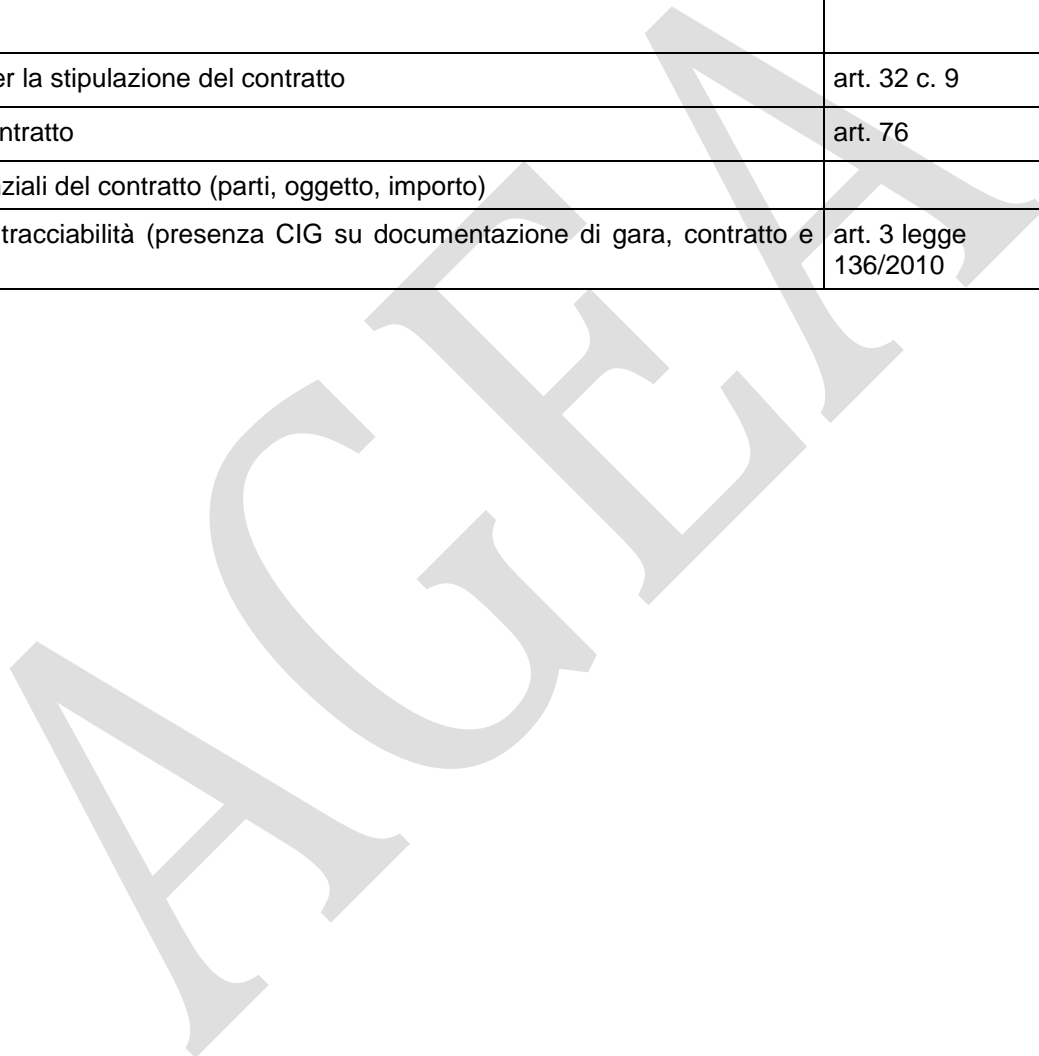 er la stipulazione del contratto art. 32 c. 9
ntratto art. 76
ziali del contratto (parti, oggetto, importo)
tracciabilità (presenza CIG su documentazione di gara, contratto e art. 3 legge
136/2010
AGEA